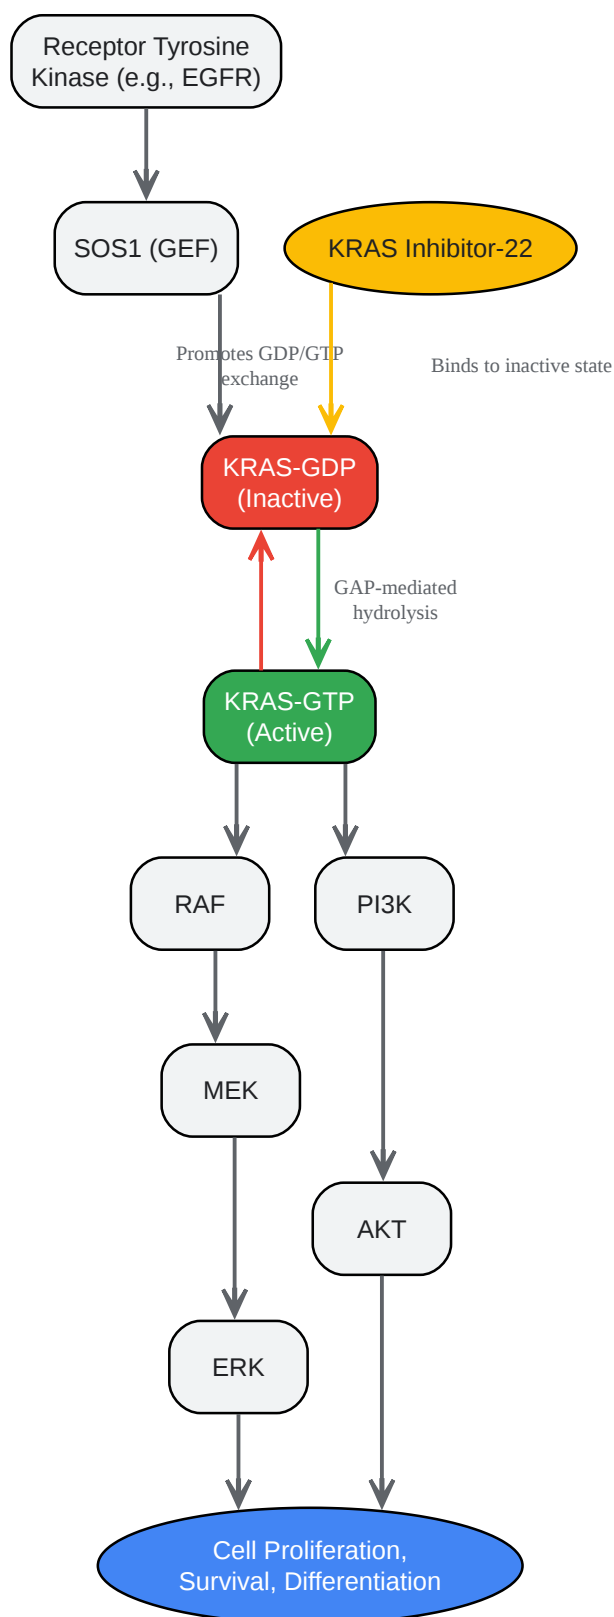 Receptor Tyrosine
Kinase (e.g., EGFR)
SOS1 (GEF)
KRAS Inhibitor-22
Promotes GDP/GTP
exchange
Binds to inactive state
KRAS-GDP
(Inactive)
GAP-mediated
hydrolysis
KRAS-GTP
(Active)
RAF
PI3K
MEK
AKT
ERK
Cell Proliferation,
Survival, Differentiation